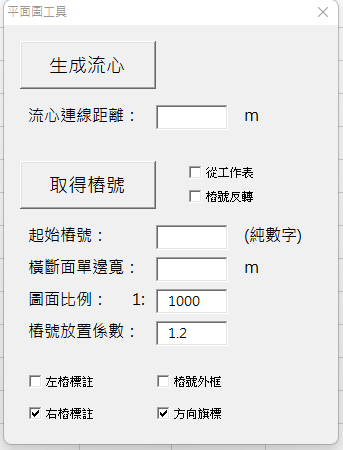 平面圖工具
生成流心
流心連線距離： m
取得樁號
從工作表
樁號反轉
起始樁號： (純數字)
橫斷面單邊寬： m
圖面比例： 1: 1000
樁號放置係數： 1.2
左樁標註 樁號外框
右樁標註 方向旗標